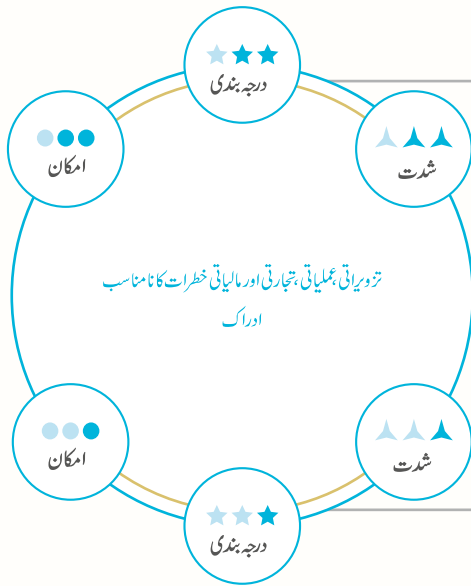 درجہ بندی
شدت
امکان
تزویراتی، عملیاتی، تجارتی اور مالیاتی خطرات کا نامناسب
ادراک
شدت
امکان
درجہ بندی